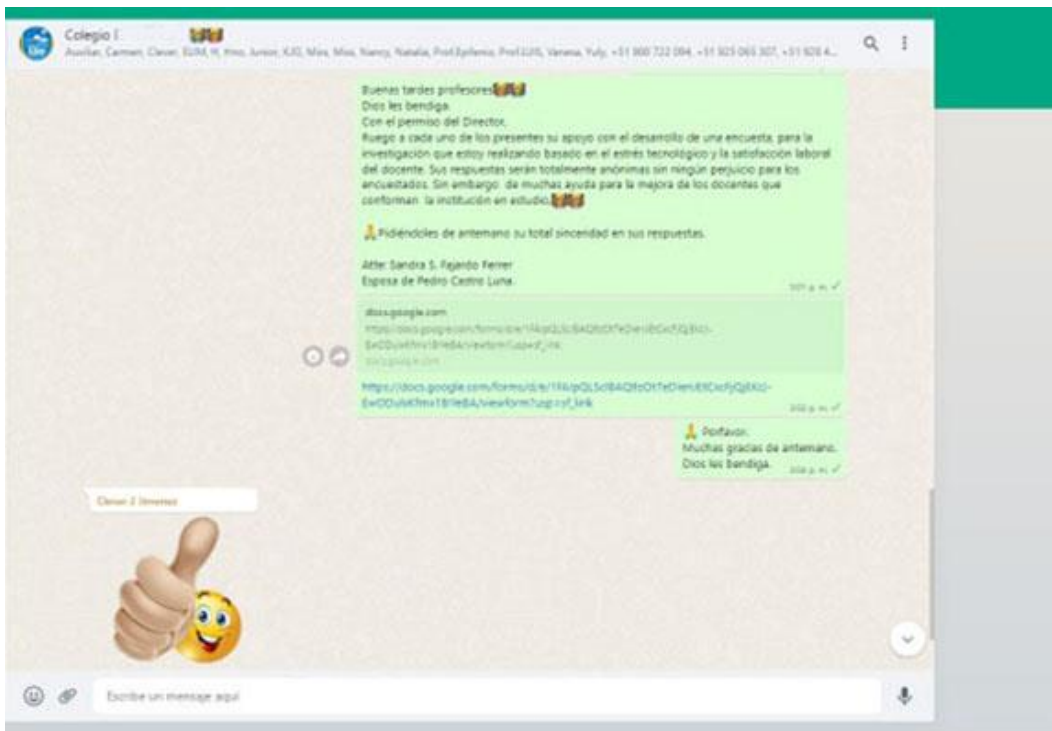 Colegio I
Auxiliar, Carmen, Clever, ELIM, H, Hno, Junior, KJO, Miss, Miss, Nancy, Natalia, Prof.Epifenio, Prof.LUIS, Vanesa, Yuly,
Buenas tardes profesores
Dios les bendiga.
Con el permiso del Director.
Ruego a cada uno de los presentes su apoyo con el desarrollo de una encuesta, para la
investigación que estoy realizando basado en el estrés tecnológico y la satisfacción laboral
del docente. Sus respuestas serán totalmente anónimas sin ningún perjuicio para los
encuestados. Sin embargo de muchas ayuda para la mejora de los docentes que
conforman la institución en estudio.
Pidiéndoles de antemano su total sinceridad en sus respuestas.
Atte: Sandra S. Fajardo Ferrer
Esposa de Pedro Castro Luna.
docs.google.com
docs.google.com
Porfavor.
Muchas gracias de antemano.
Dios les bendiga.
Clever Z Jimenez
Escribe un mensaje aquí